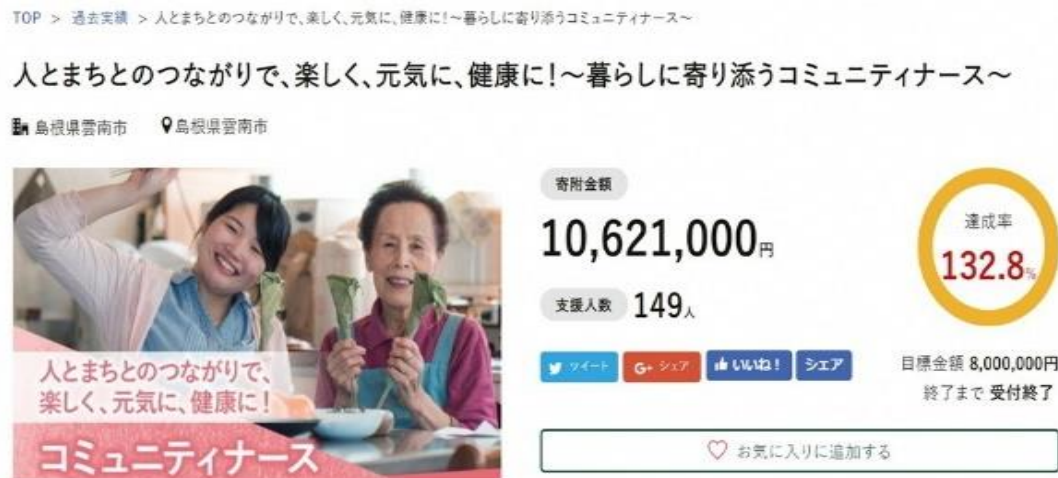 TOP > 過去実績 > 人とまちとのつながりで、楽しく、元気に、健康に!~暮らしに寄り添うコミュニティナース~
人とまちとのつながりで、楽しく、元気に、健康に!~暮らしに寄り添うコミュニティナース~
島根県雲南市 島根県雲南市
人とまちとのつながりで、
楽しく、元気に、健康に!
コミュニティナース
寄附金額
10,621,000円
支援人数 149人
達成率
132.8%
ツイート G+ シェア いいね! シェア
目標金額 8,000,000円
終了まで 受付終了
お気に入りに追加する